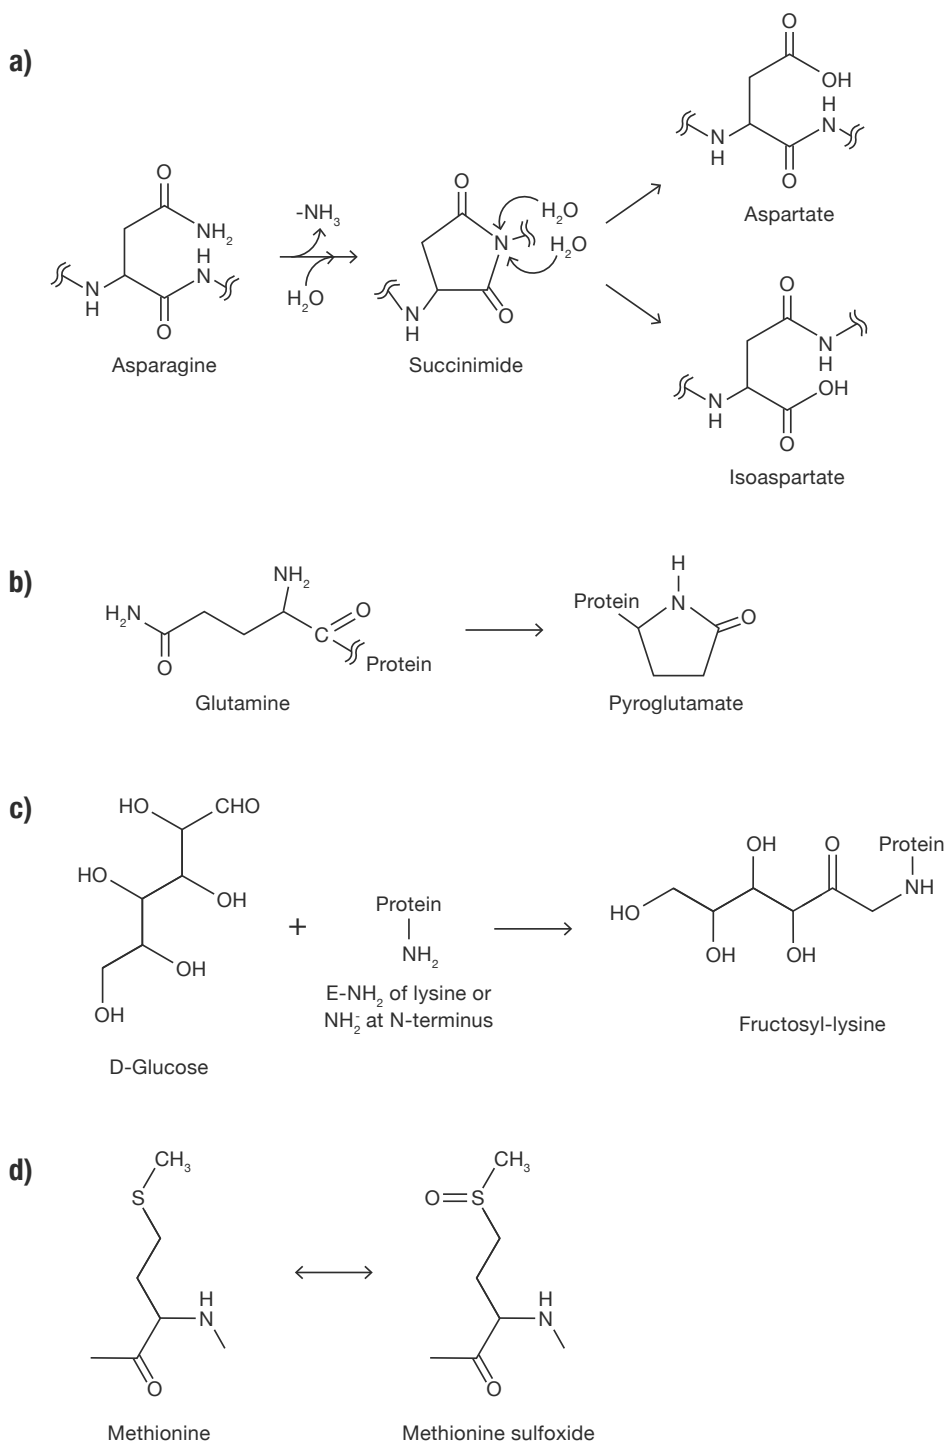 a)
O
NH₂
H
N
N
H
O
Asparagine
-NH₃
H₂O
O
N
H₂O
H₂O
O
N
H
Succinimide
O
OH
H
N
N
H
O
Aspartate
O
N
H
OH
N
H
O
Isoaspartate
b)
NH₂
H₂N
O
C
O
Protein
Glutamine
H
Protein
N
O
Pyroglutamate
c)
HO
CHO
HO
OH
OH
OH
D-Glucose
+
Protein
NH₂
E-NH₂ of lysine or
NH₂⁻ at N-terminus
OH
O
Protein
NH
HO
OH
OH
Fructosyl-lysine
d)
CH₃
S
H
N
O
Methionine
CH₃
O
S
H
N
O
Methionine sulfoxide